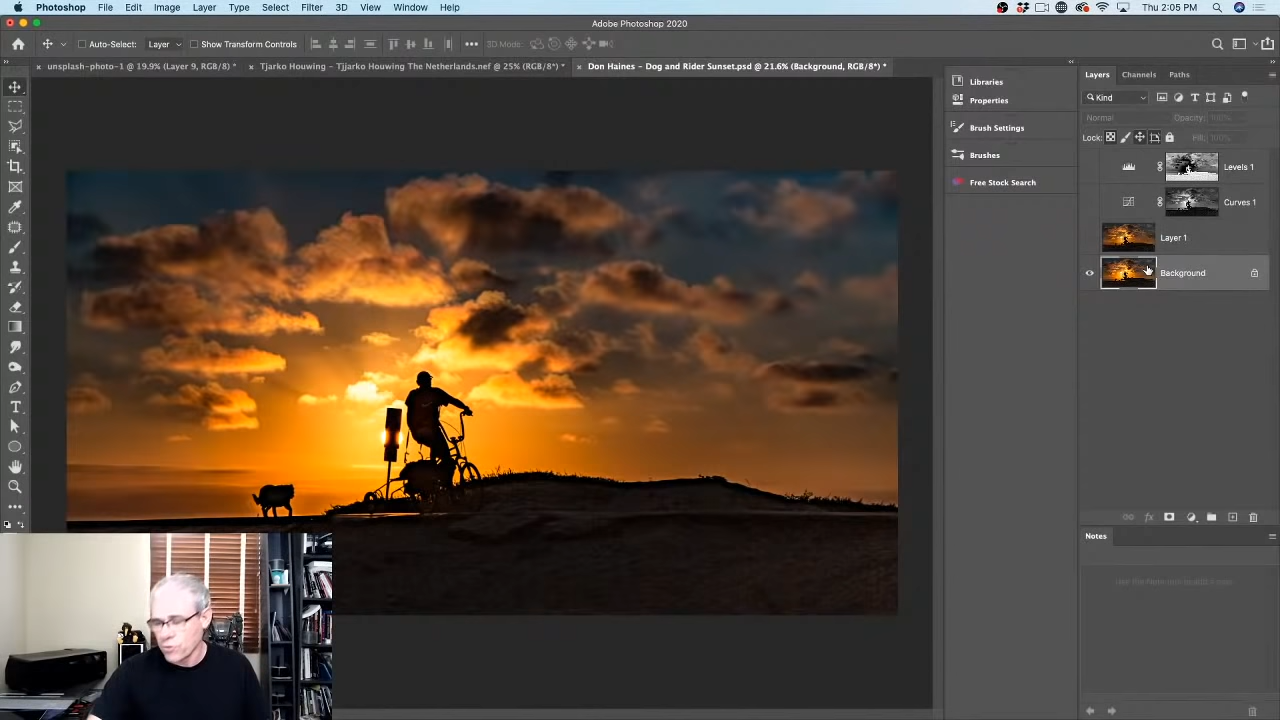 Photoshop File Edit Image Layer Type Select Filter 3D View Window Help Thu 2:05 PM
Adobe Photoshop 2020
Auto-Select: Layer Show Transform Controls 3D Mode:
unsplash-photo-1 @ 19.9% (Layer 9, RGB/8) * Tjarko Houwing - Tjjarko Houwing The Netherlands.nef @ 25% (RGB/8*) * Don Haines - Dog and Rider Sunset.psd @ 21.6% (Background, RGB/8*) *
Libraries
Properties
Brush Settings
Brushes
Free Stock Search
Layers Channels Paths
Kind
Normal Opacity: 100%
Lock: Fill: 100%
Levels 1
Curves 1
Layer 1
Background
fx
Notes